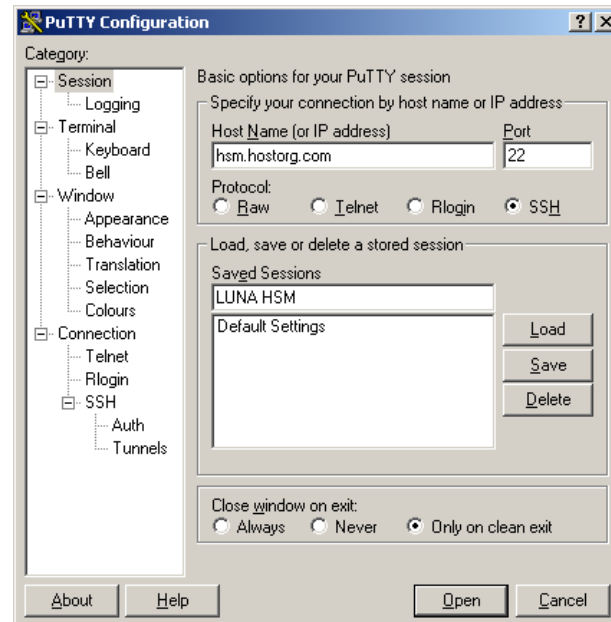 PuTTY Configuration
Category:
Session
Logging
Terminal
Keyboard
Bell
Window
Appearance
Behaviour
Translation
Selection
Colours
Connection
Telnet
Rlogin
SSH
Auth
Tunnels
Basic options for your PuTTY session
Specify your connection by host name or IP address
Host Name (or IP address) Port
hsm.hostorg.com 22
Protocol:
Raw Telnet Rlogin SSH
Load, save or delete a stored session
Saved Sessions
LUNA HSM
Default Settings
Load
Save
Delete
Close window on exit:
Always Never Only on clean exit
About Help Open Cancel